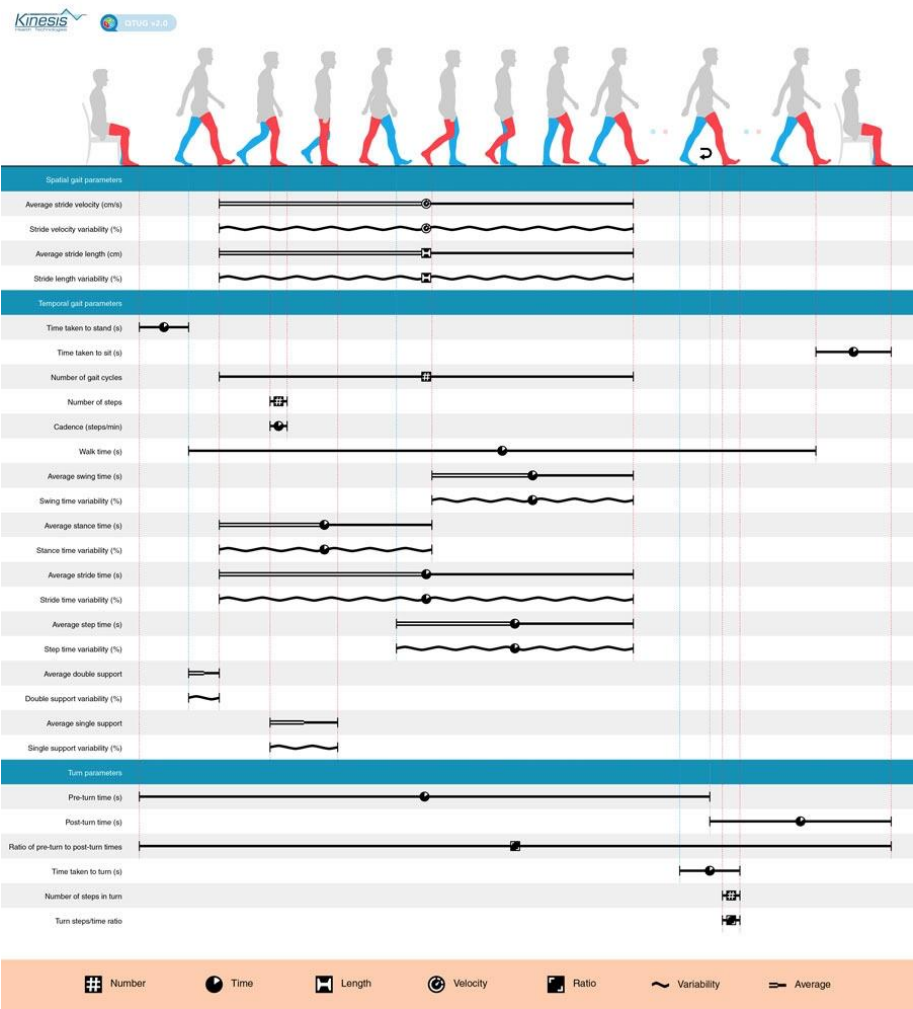 Kinesis
Health Technologies
QTUG v2.0
Spatial gait parameters
Average stride velocity (cm/s)
Stride velocity variability (%)
Average stride length (cm)
Stride length variability (%)
Temporal gait parameters
Time taken to stand (s)
Time taken to sit (s)
Number of gait cycles
Number of steps
Cadence (steps/min)
Walk time (s)
Average swing time (s)
Swing time variability (%)
Average stance time (s)
Stance time variability (%)
Average stride time (s)
Stride time variability (%)
Average step time (s)
Step time variability (%)
Average double support
Double support variability (%)
Average single support
Single support variability (%)
Turn parameters
Pre-turn time (s)
Post-turn time (s)
Ratio of pre-turn to post-turn times
Time taken to turn (s)
Number of steps in turn
Turn steps/time ratio
Number Time Length Velocity Ratio Variability Average